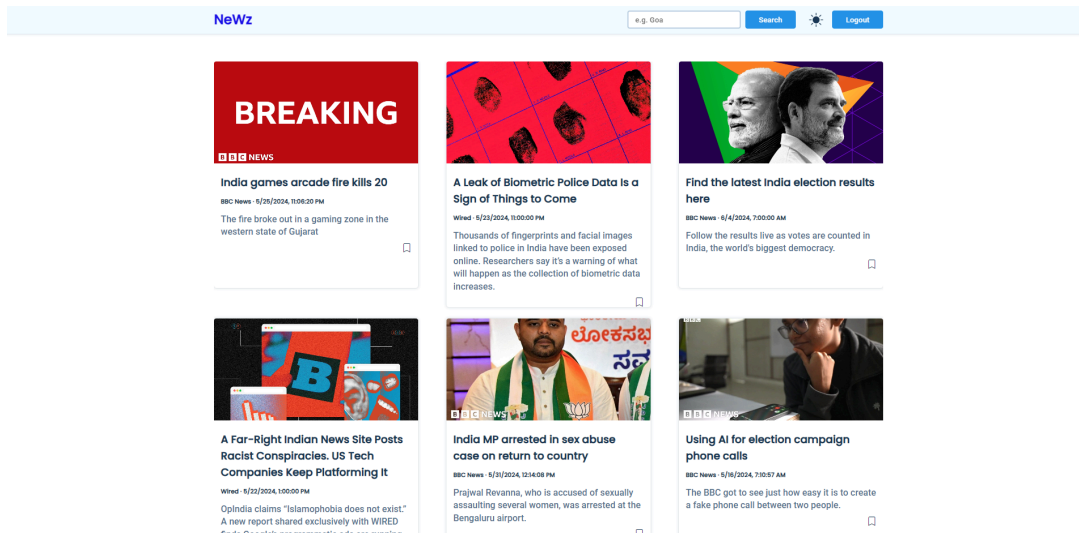 NeWz
e.g. Goa
Search
Logout
BREAKING
BBC NEWS
India games arcade fire kills 20
BBC News - 5/25/2024, 11:06:20 PM
The fire broke out in a gaming zone in the
western state of Gujarat
A Leak of Biometric Police Data Is a
Sign of Things to Come
Wired - 5/23/2024, 11:00:00 PM
Thousands of fingerprints and facial images
linked to police in India have been exposed
online. Researchers say it's a warning of what
will happen as the collection of biometric data
increases.
Find the latest India election results
here
BBC News - 6/4/2024, 7:00:00 AM
Follow the results live as votes are counted in
India, the world's biggest democracy.
B
A Far-Right Indian News Site Posts
Racist Conspiracies. US Tech
Companies Keep Platforming It
Wired - 5/22/2024, 1:00:00 PM
OpIndia claims “Islamophobia does not exist.”
A new report shared exclusively with WIRED
ಲೋಕಸಭ
BBC NEWS
India MP arrested in sex abuse
case on return to country
BBC News - 5/31/2024, 12:14:08 PM
Prajwal Revanna, who is accused of sexually
assaulting several women, was arrested at the
Bengaluru airport.
BBC NEWS
Using AI for election campaign
phone calls
BBC News - 5/16/2024, 7:10:57 AM
The BBC got to see just how easy it is to create
a fake phone call between two people.